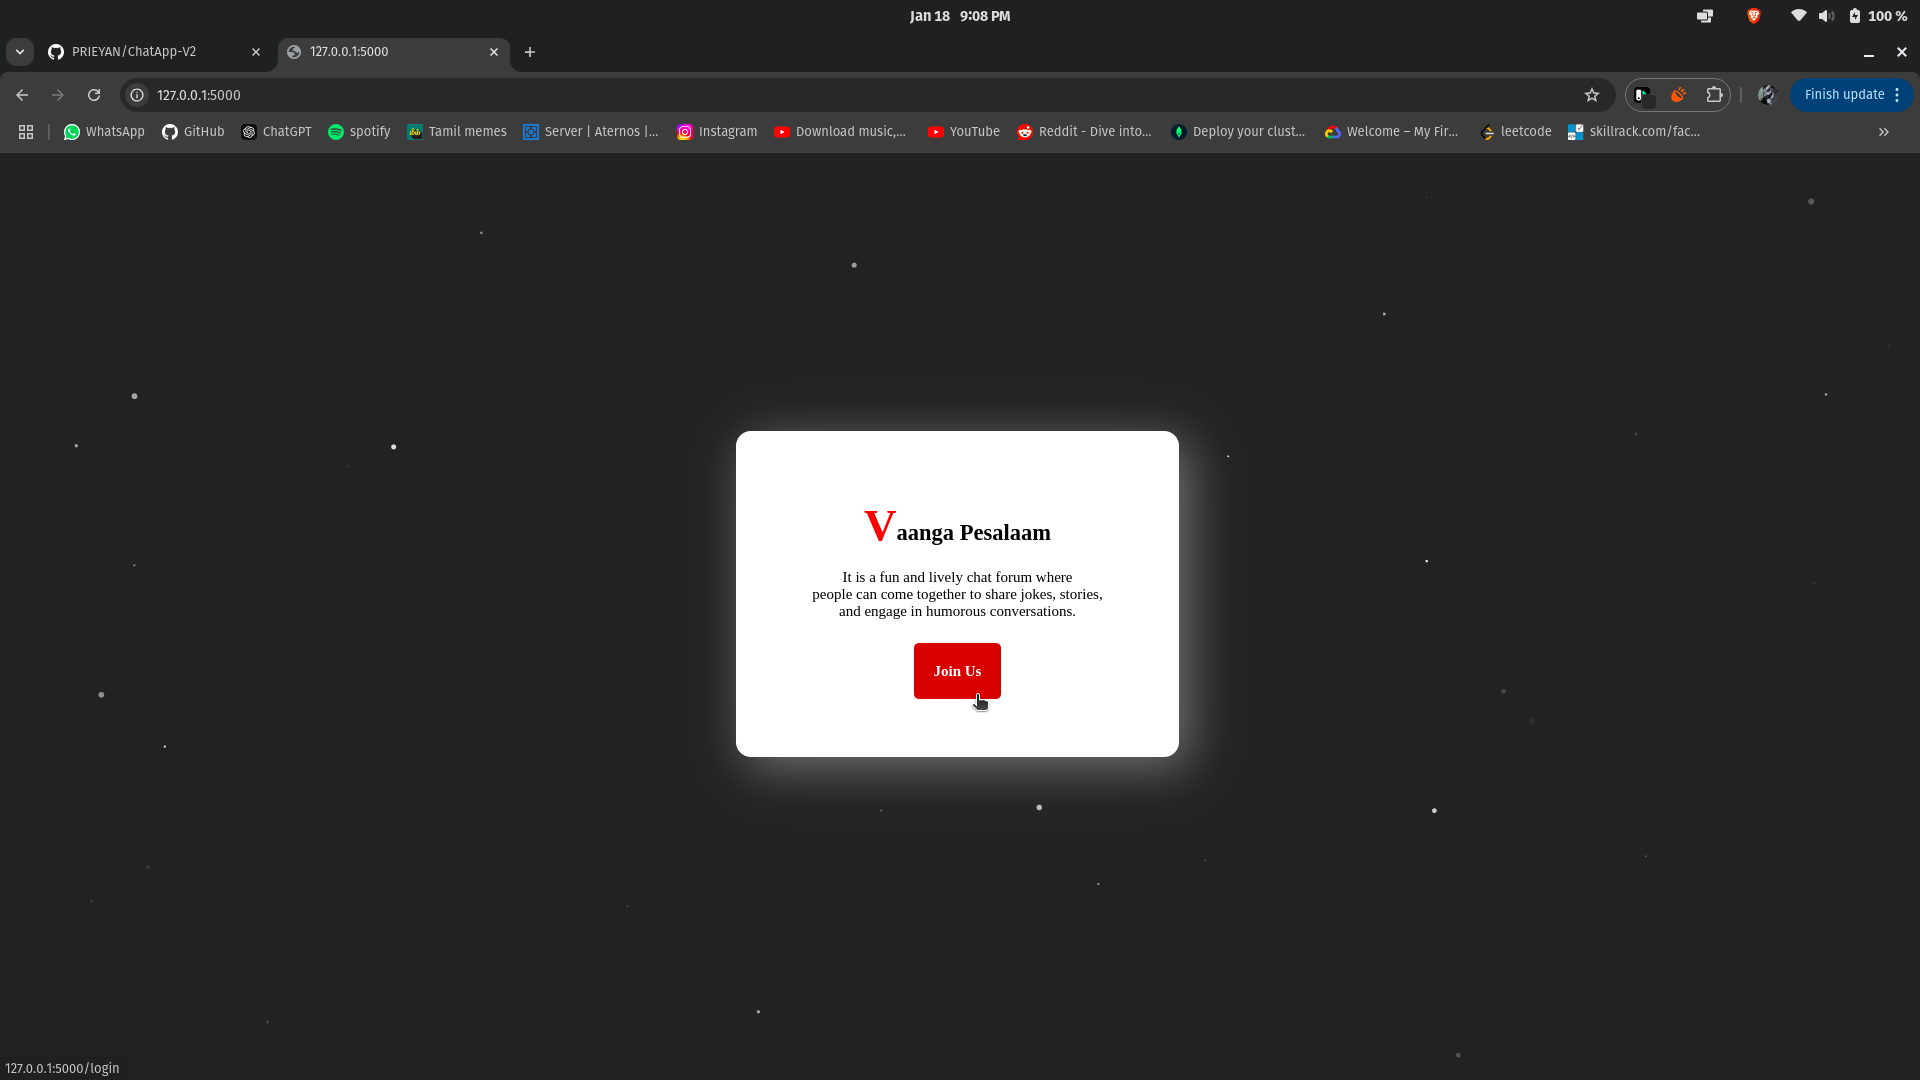 Jan 18 9:08 PM
100 %
PRIEYAN/ChatApp-V2
127.0.0.1:5000
127.0.0.1:5000
Finish update
WhatsApp
GitHub
ChatGPT
spotify
Tamil memes
Server | Aternos |...
Instagram
Download music,...
YouTube
Reddit - Dive into...
Deploy your clust...
Welcome – My Fir...
leetcode
skillrack.com/fac...
Vaanga Pesalaam
It is a fun and lively chat forum where
people can come together to share jokes, stories,
and engage in humorous conversations.
Join Us
127.0.0.1:5000/login